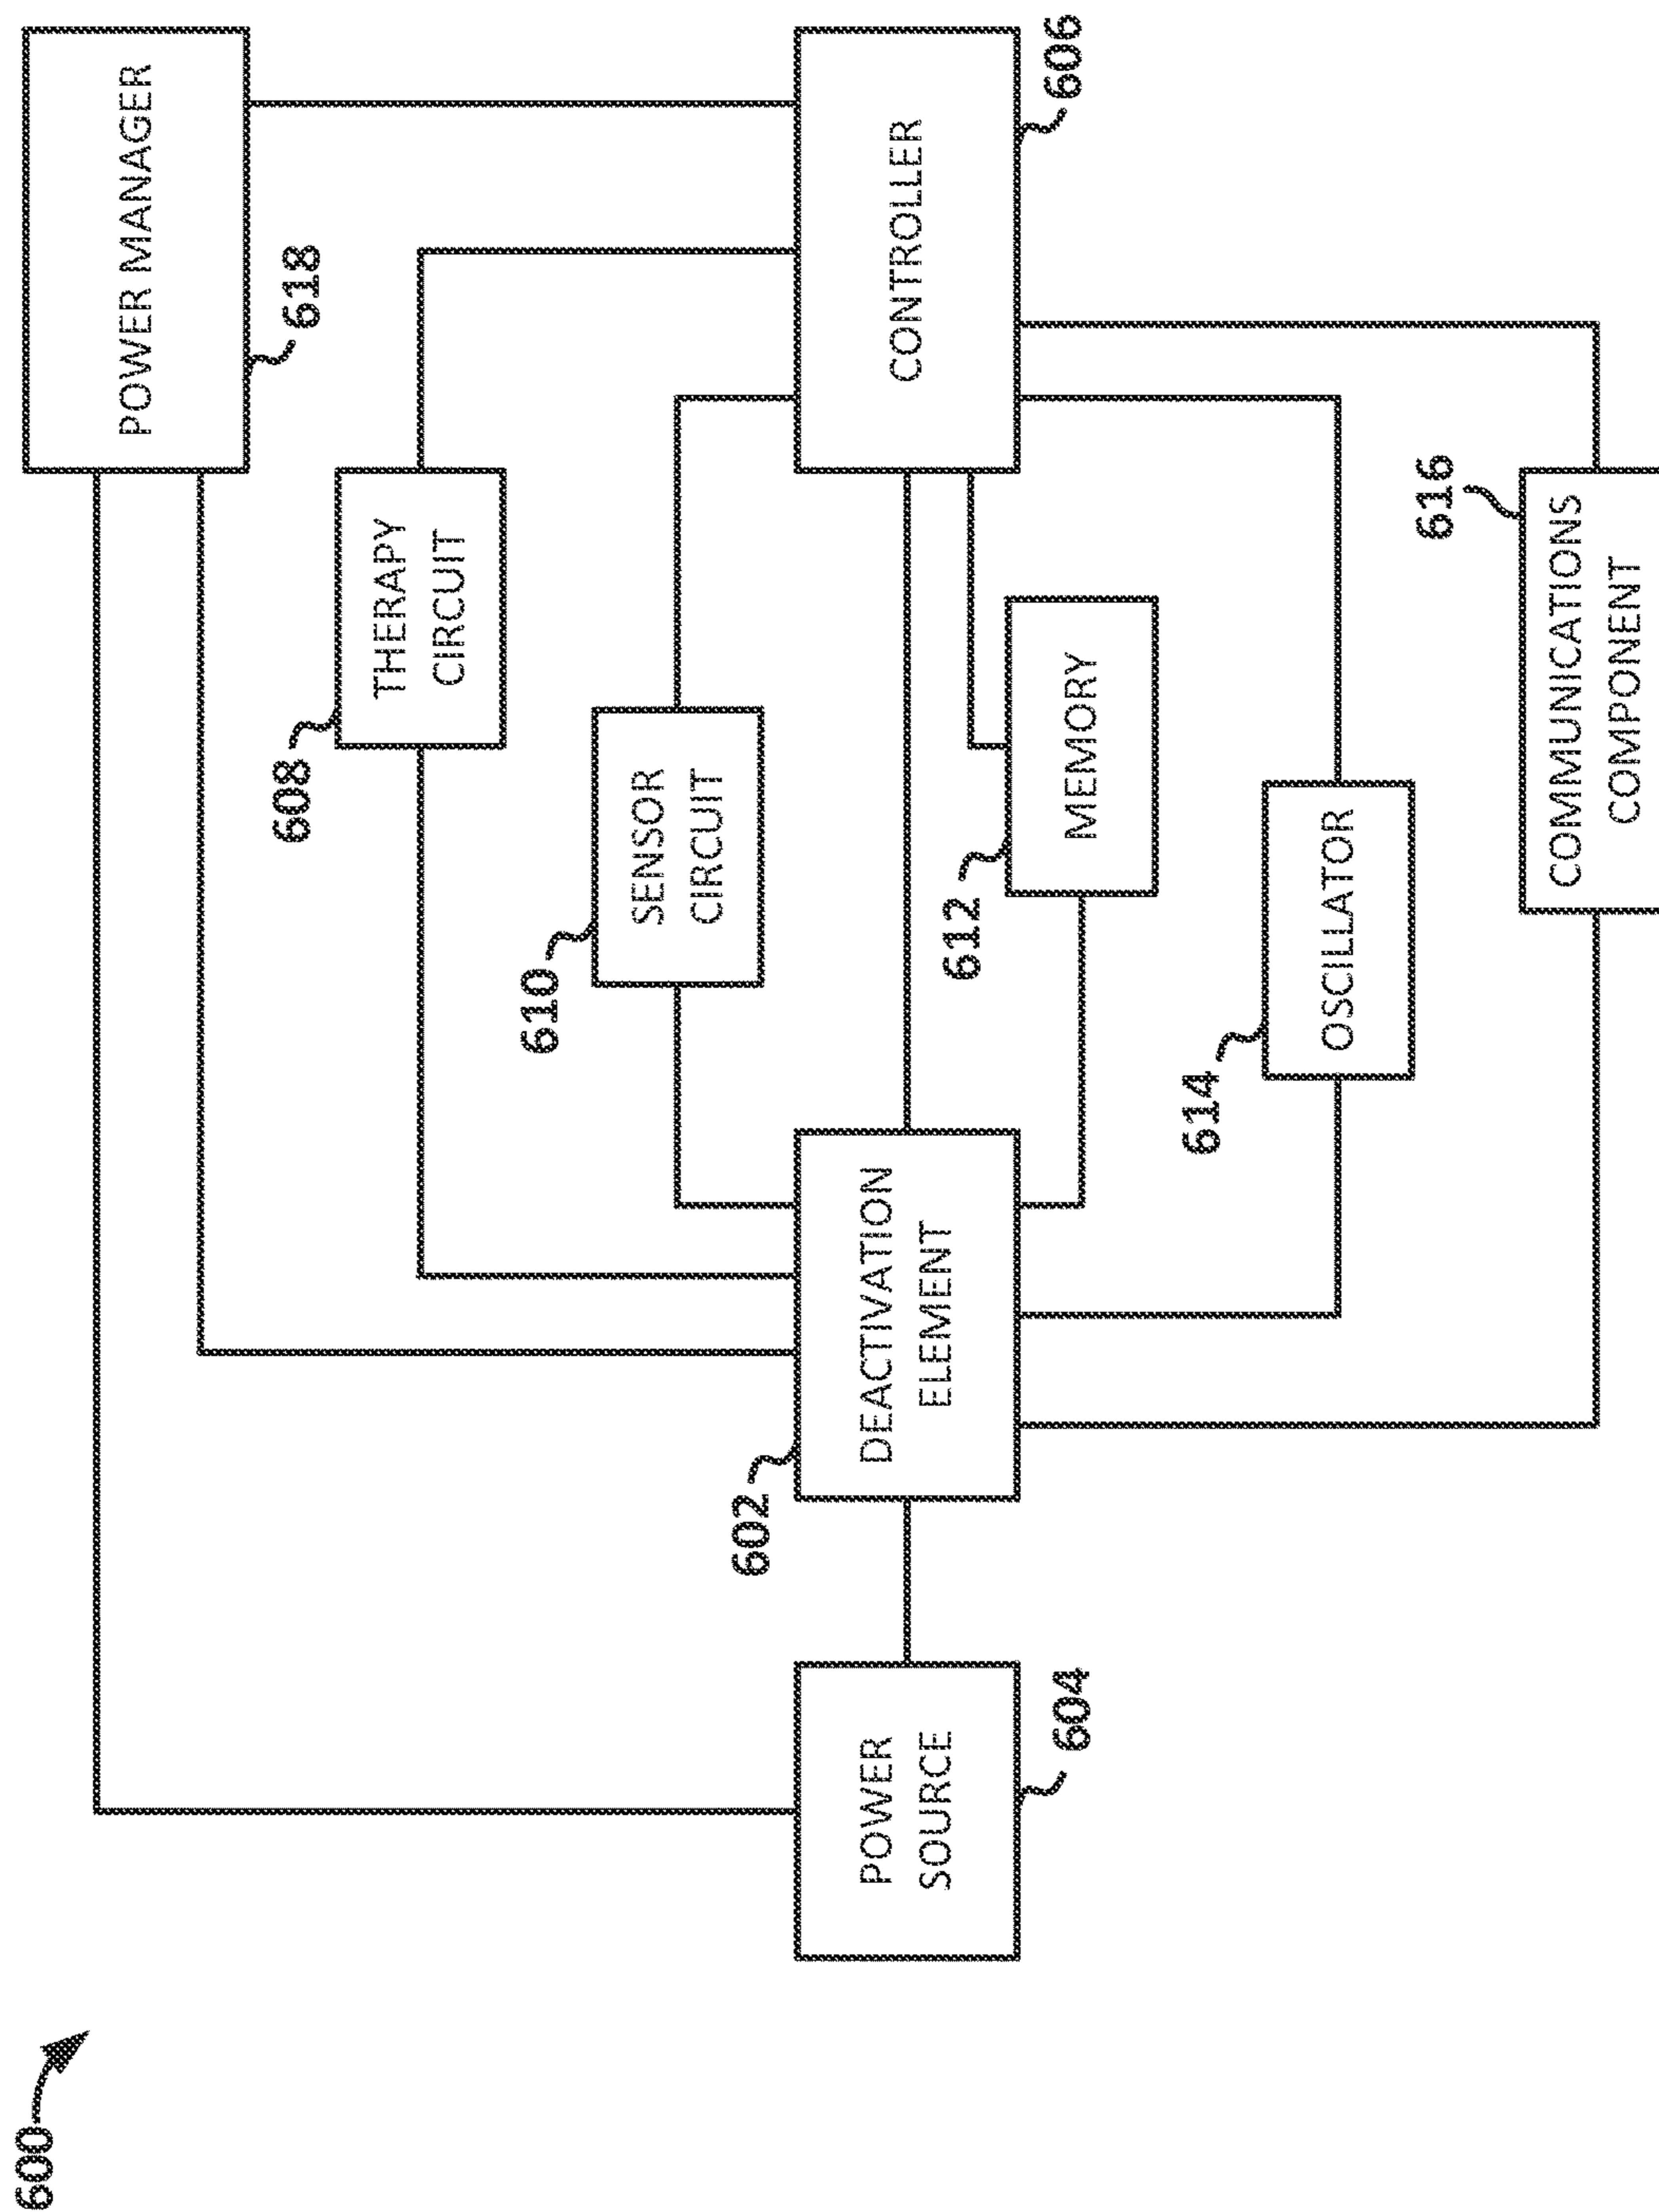 600
POWER MANAGER
618
THERAPY
CIRCUIT
608
SENSOR
CIRCUIT
610
POWER
SOURCE
604
DEACTIVATION
ELEMENT
602
CONTROLLER
606
MEMORY
612
OSCILLATOR
614
COMMUNICATIONS
COMPONENT
616